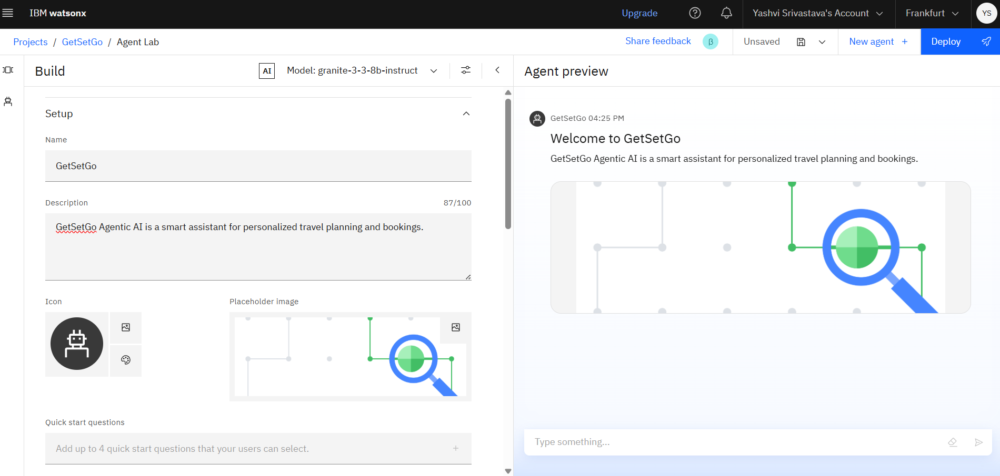 IBM watsonx
Upgrade
Yashvi Srivastava's Account
Frankfurt
YS
Projects / GetSetGo / Agent Lab
Share feedback
β
Unsaved
New agent +
Deploy
Build
AI
Model: granite-3-3-8b-instruct
Agent preview
Setup
Name
GetSetGo
Description
87/100
GetSetGo Agentic AI is a smart assistant for personalized travel planning and bookings.
Icon
Placeholder image
Quick start questions
Add up to 4 quick start questions that your users can select.
GetSetGo 04:25 PM
Welcome to GetSetGo
GetSetGo Agentic AI is a smart assistant for personalized travel planning and bookings.
Type something...